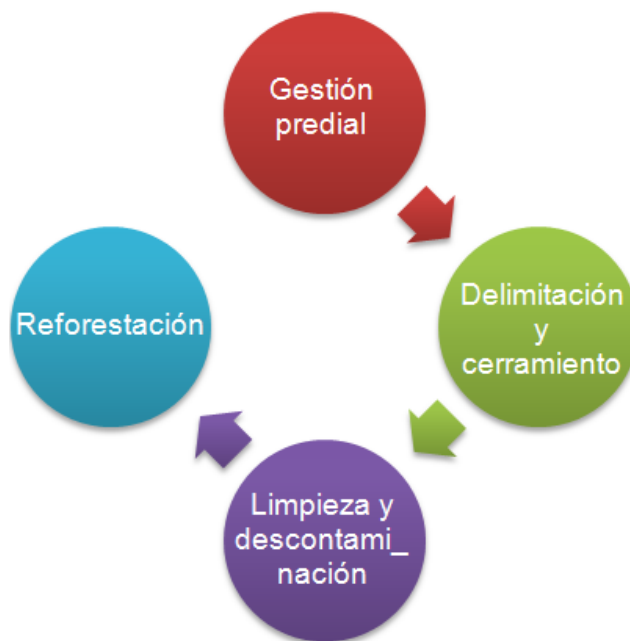 Gestión
predial
Delimitación
y
cerramiento
Limpieza y
descontami_
nación
Reforestación